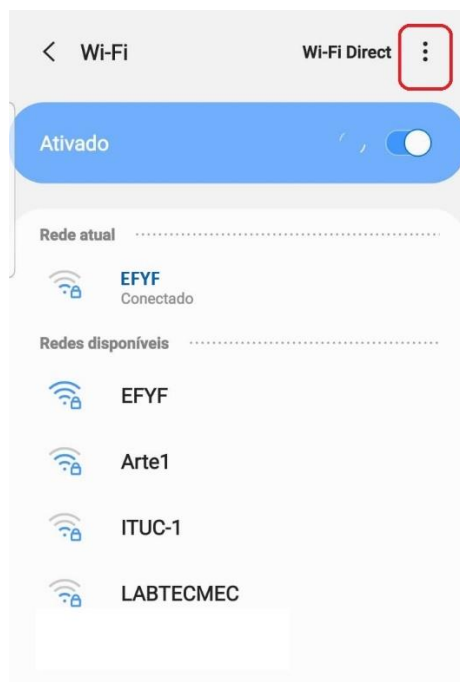 Wi-Fi Wi-Fi Direct
Ativado
Rede atual
EFYF
Conectado
Redes disponíveis
EFYF
Arte1
ITUC-1
LABTECMEC